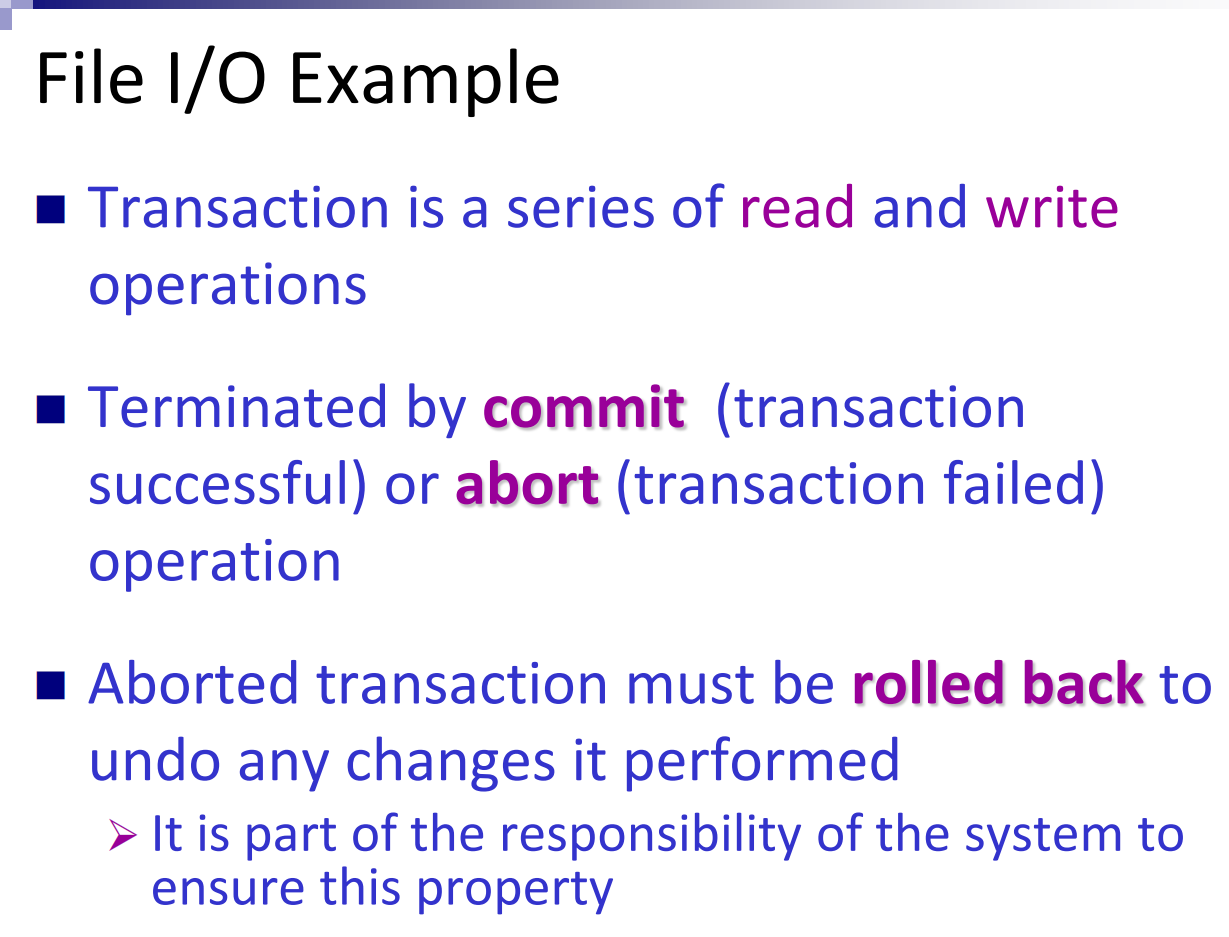 File I/O Example
Transaction is a series of read and write
operations
Terminated by commit (transaction
successful) or abort (transaction failed)
operation
Aborted transaction must be rolled back to
undo any changes it performed
It is part of the responsibility of the system to
ensure this property